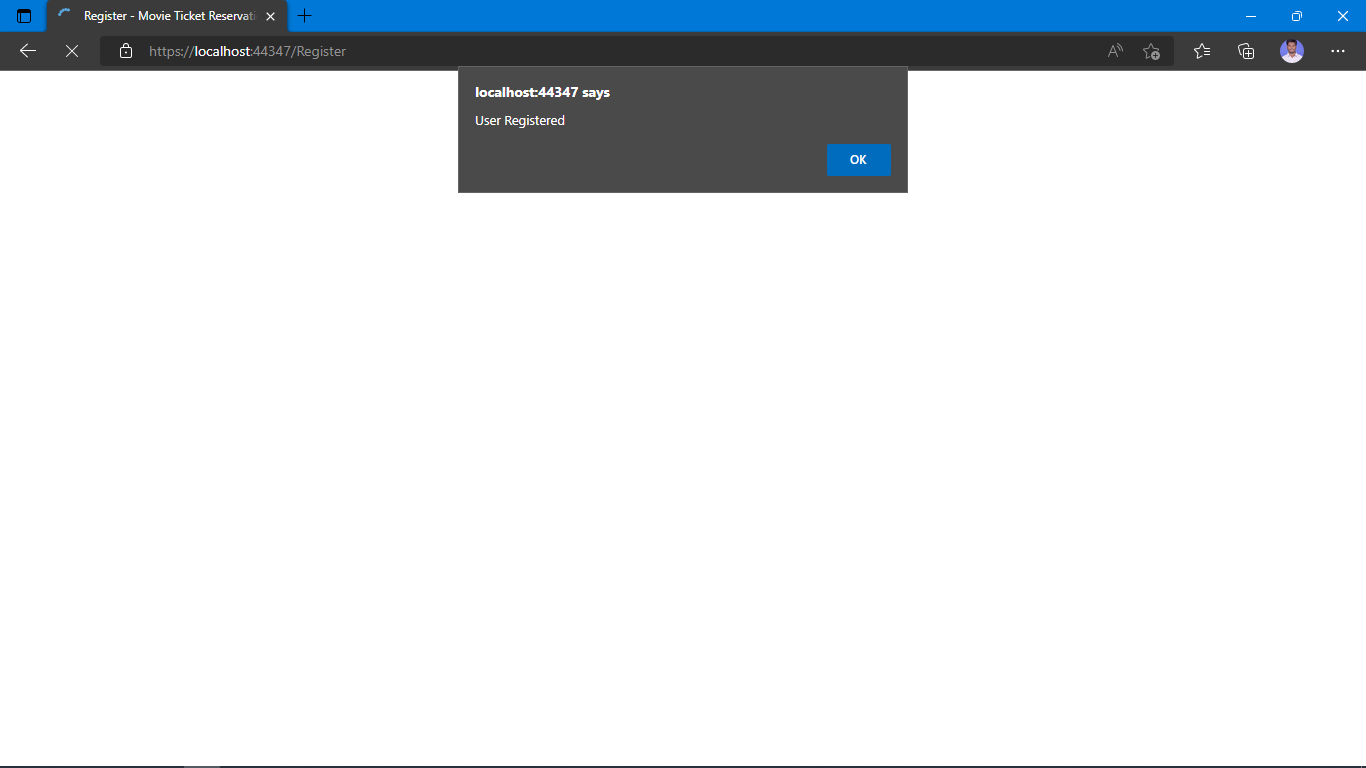 Register - Movie Ticket Reservati
https://localhost:44347/Register
localhost:44347 says
User Registered
OK